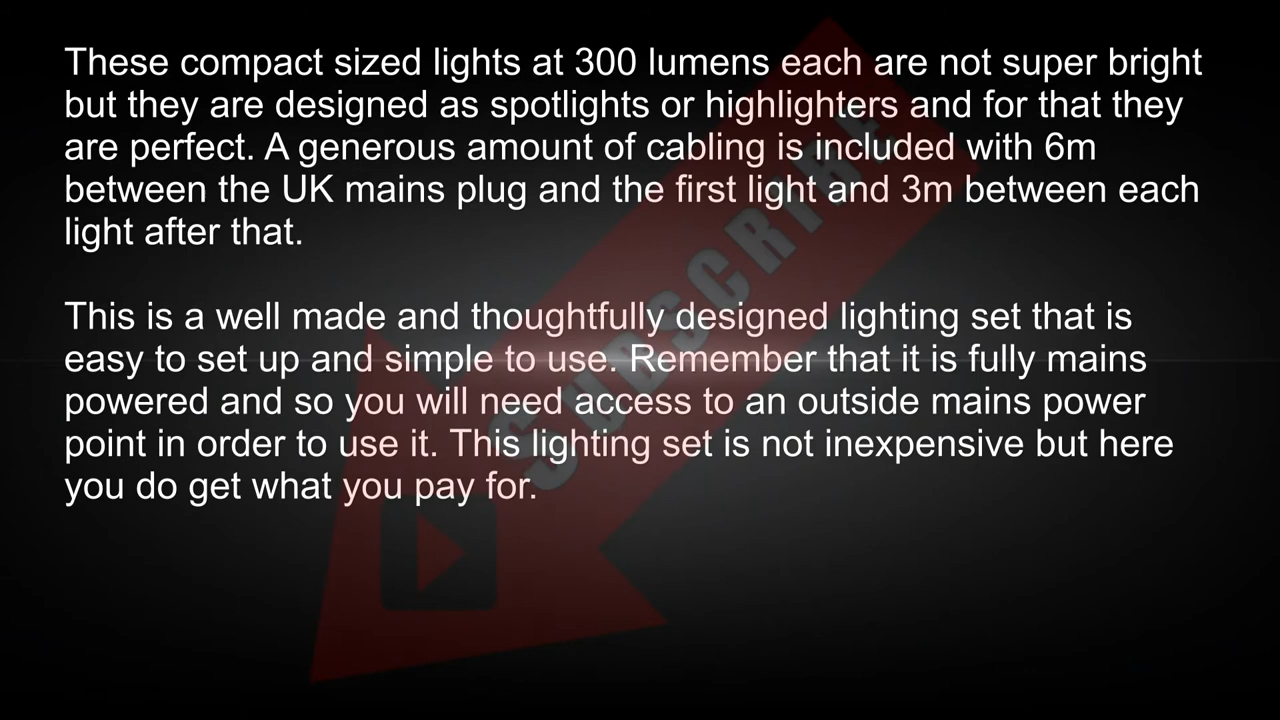 These compact sized lights at 300 lumens each are not super bright
but they are designed as spotlights or highlighters and for that they
are perfect. A generous amount of cabling is included with 6m
between the UK mains plug and the first light and 3m between each
light after that.
This is a well made and thoughtfully designed lighting set that is
easy to set up and simple to use. Remember that it is fully mains
powered and so you will need access to an outside mains power
point in order to use it. This lighting set is not inexpensive but here
you do get what you pay for.
SUBSCRIBE